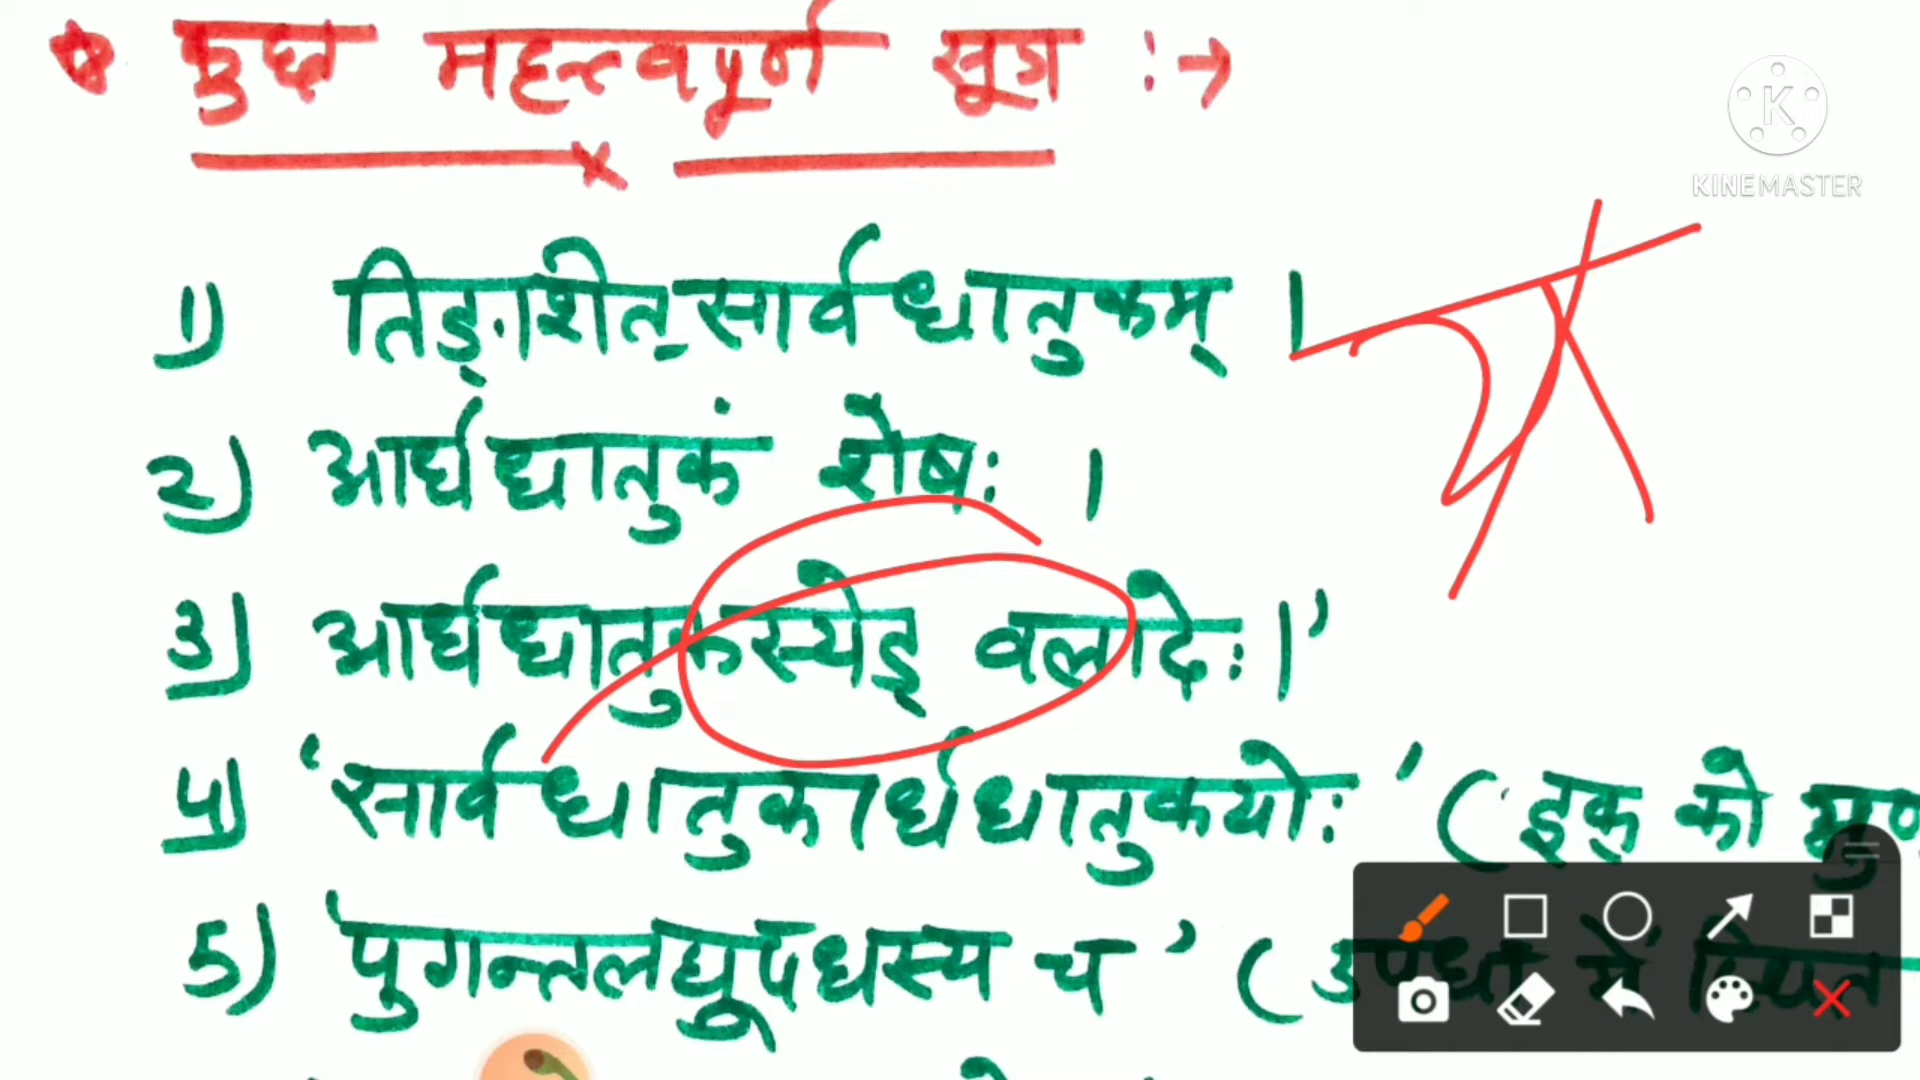 कुछ महत्त्वपूर्ण सूत्र :→
KINEMASTER
1) तिङ्शित् सार्वधातुकम् ।
2) आर्धधातुकं शेषः ।
3) आर्धधातुकस्येड् वलादेः ।'
4) 'सार्वधातुकार्धधातुकयोः' ( इक् को गुण
5) 'पुगन्तलघूपधस्य च' ( उपधा में स्थित